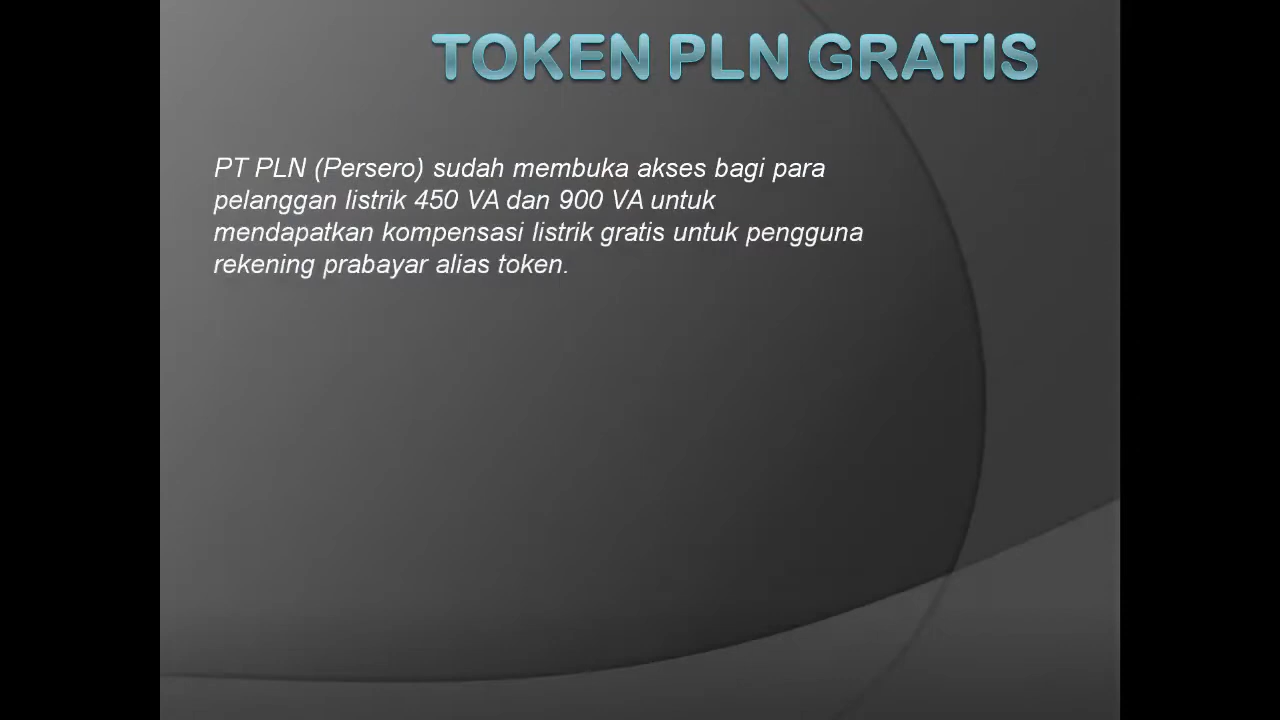 TOKEN PLN GRATIS
PT PLN (Persero) sudah membuka akses bagi para
pelanggan listrik 450 VA dan 900 VA untuk
mendapatkan kompensasi listrik gratis untuk pengguna
rekening prabayar alias token.